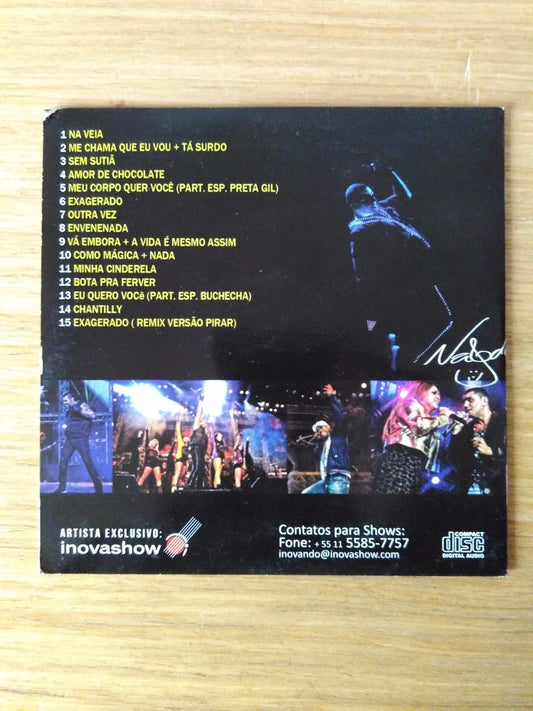 1 NA VEIA
2 ME CHAMA QUE EU VOU + TÁ SURDO
3 SEM SUTIÃ
4 AMOR DE CHOCOLATE
5 MEU CORPO QUER VOCÊ (PART. ESP. PRETA GIL)
6 EXAGERADO
7 OUTRA VEZ
8 ENVENENADA
9 VÁ EMBORA + A VIDA É MESMO ASSIM
10 COMO MÁGICA + NADA
11 MINHA CINDERELA
12 BOTA PRA FERVER
13 EU QUERO VOCê (PART. ESP. BUCHECHA)
14 CHANTILLY
15 EXAGERADO ( REMIX VERSÃO PIRAR)
ARTISTA EXCLUSIVO:
inovashow
Contatos para Shows:
Fone: + 55 11 5585-7757
inovando@inovashow.com
COMPACT
disc
DIGITAL AUDIO